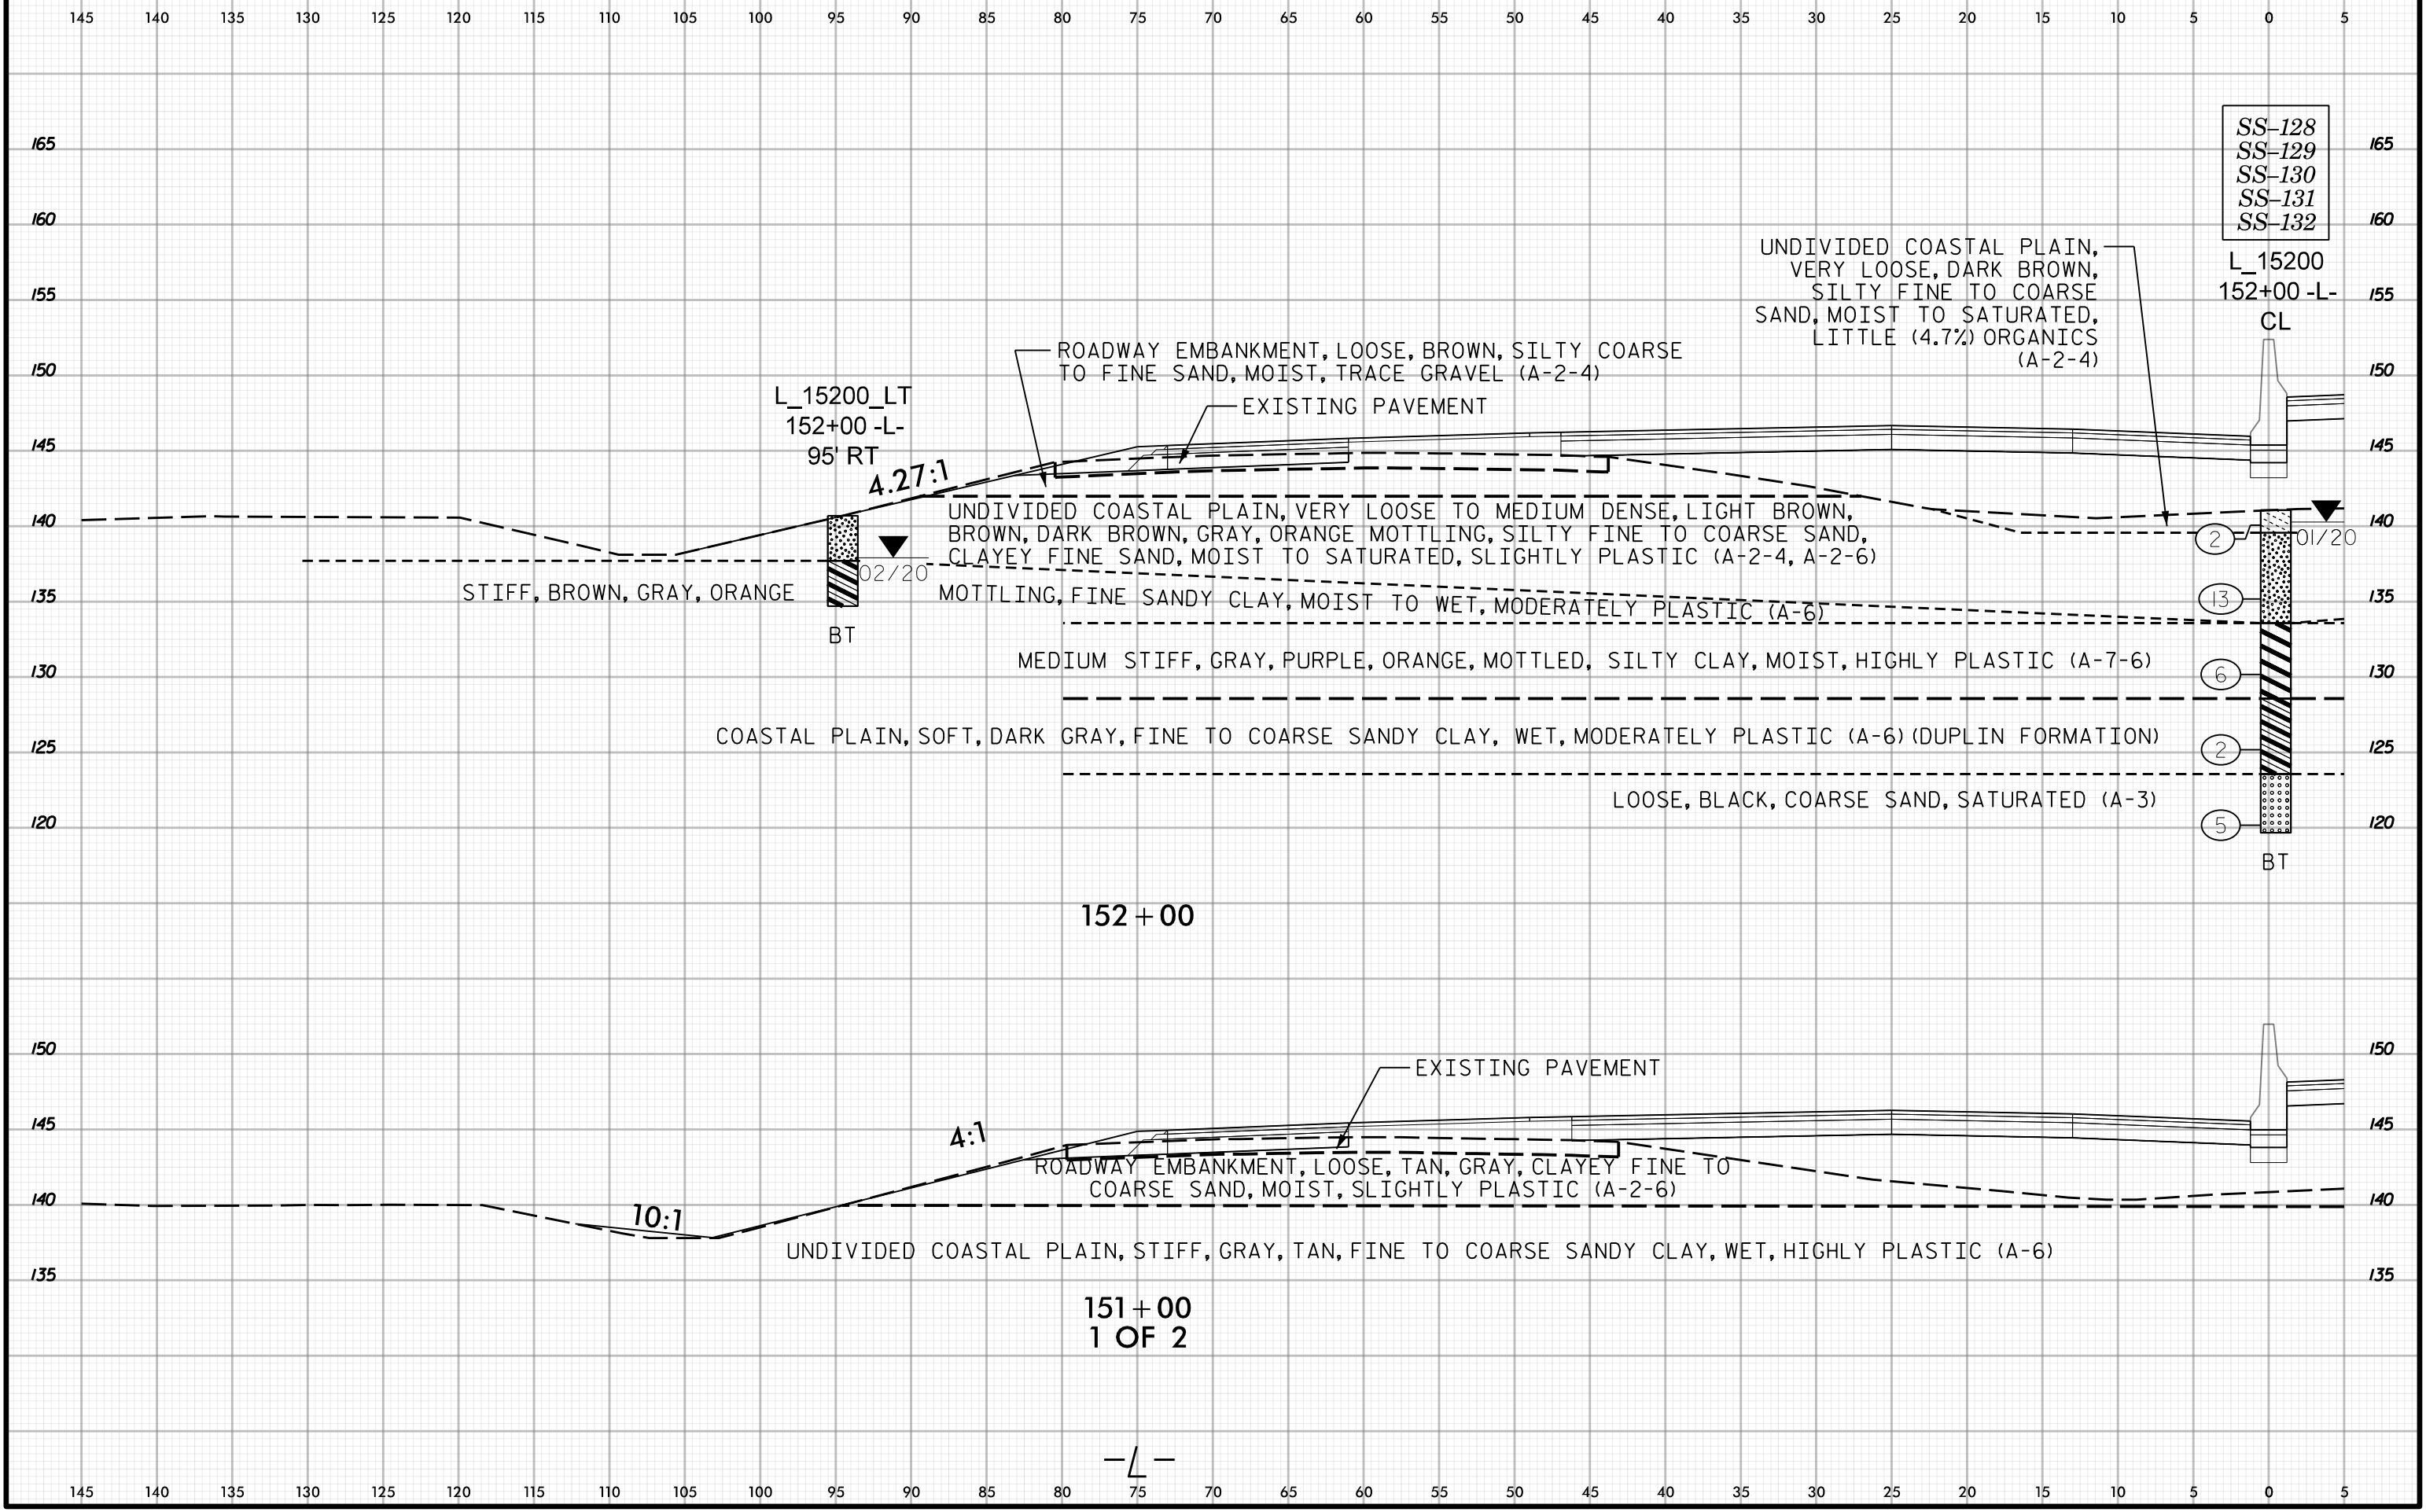 145 140 135 130 125 120 115 110 105 100 95 90 85 80 75 70 65 60 55 50 45 40 35 30 25 20 15 10 5 0 5
SS-128
SS-129
SS-130
SS-131
SS-132
165 165
160 160
155 155
150 150
145 145
140 140
135 135
130 130
125 125
120 120
L_15200
152+00 -L-
CL
UNDIVIDED COASTAL PLAIN,
VERY LOOSE, DARK BROWN,
SILTY FINE TO COARSE
SAND, MOIST TO SATURATED,
LITTLE (4.7%) ORGANICS
(A-2-4)
ROADWAY EMBANKMENT, LOOSE, BROWN, SILTY COARSE
TO FINE SAND, MOIST, TRACE GRAVEL (A-2-4)
EXISTING PAVEMENT
L_15200_LT
152+00 -L-
95' RT
4.27:1
UNDIVIDED COASTAL PLAIN, VERY LOOSE TO MEDIUM DENSE, LIGHT BROWN,
BROWN, DARK BROWN, GRAY, ORANGE MOTTLING, SILTY FINE TO COARSE SAND,
CLAYEY FINE SAND, MOIST TO SATURATED, SLIGHTLY PLASTIC (A-2-4, A-2-6)
2
01/20
02/20
STIFF, BROWN, GRAY, ORANGE MOTTLING, FINE SANDY CLAY, MOIST TO WET, MODERATELY PLASTIC (A-6)
13
BT
MEDIUM STIFF, GRAY, PURPLE, ORANGE, MOTTLED, SILTY CLAY, MOIST, HIGHLY PLASTIC (A-7-6)
6
COASTAL PLAIN, SOFT, DARK GRAY, FINE TO COARSE SANDY CLAY, WET, MODERATELY PLASTIC (A-6) (DUPLIN FORMATION)
2
LOOSE, BLACK, COARSE SAND, SATURATED (A-3)
5
BT
152+00
150 150
145 145
140 140
135 135
EXISTING PAVEMENT
4:1
ROADWAY EMBANKMENT, LOOSE, TAN, GRAY, CLAYEY FINE TO
COARSE SAND, MOIST, SLIGHTLY PLASTIC (A-2-6)
10:1
UNDIVIDED COASTAL PLAIN, STIFF, GRAY, TAN, FINE TO COARSE SANDY CLAY, WET, HIGHLY PLASTIC (A-6)
151+00
1 OF 2
-L-
145 140 135 130 125 120 115 110 105 100 95 90 85 80 75 70 65 60 55 50 45 40 35 30 25 20 15 10 5 0 5